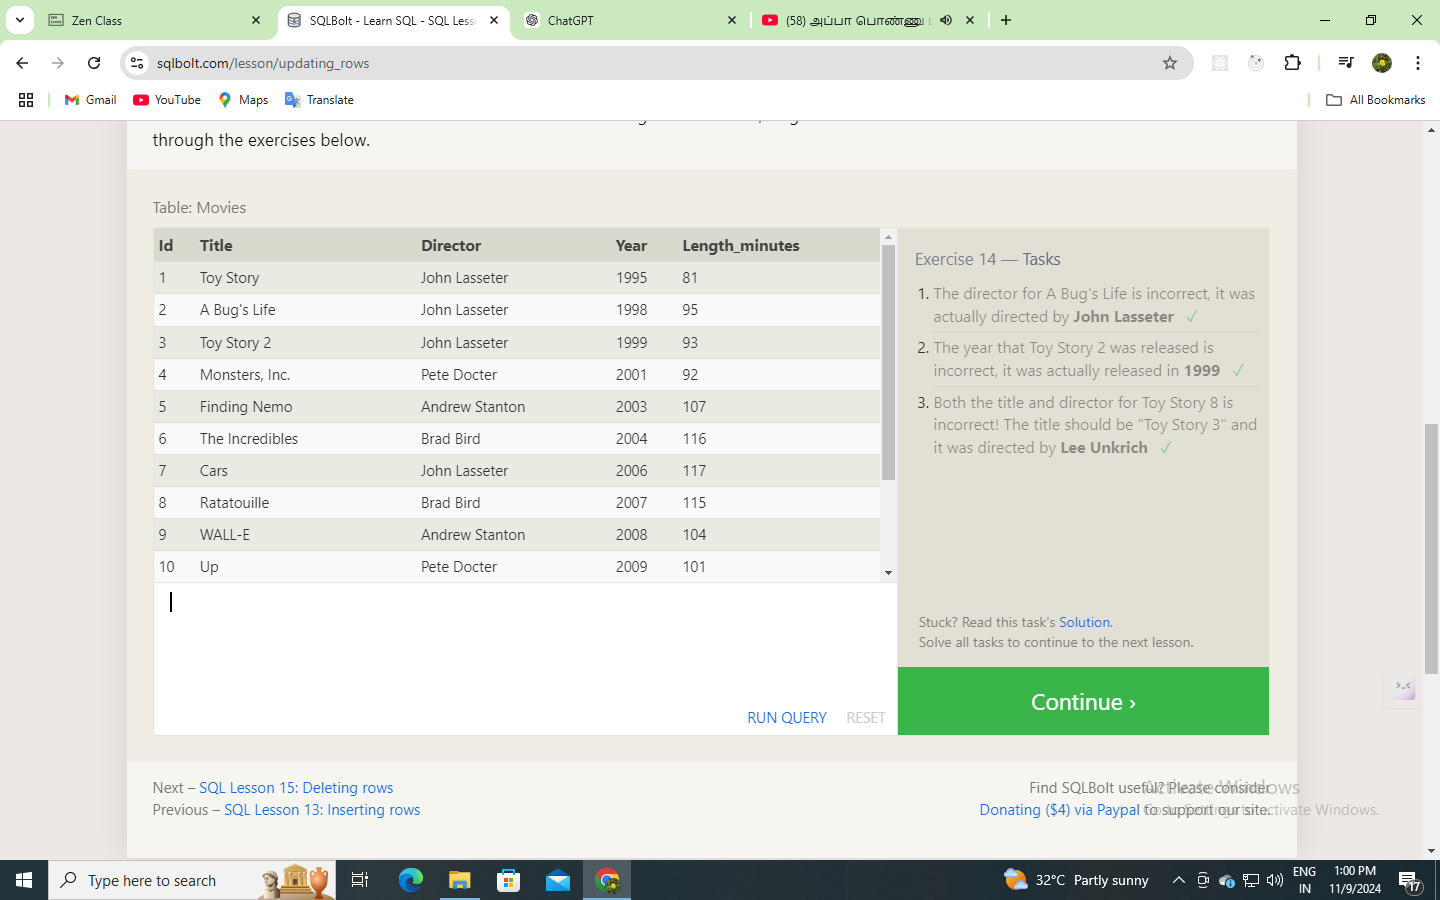 Zen Class
SQLBolt - Learn SQL - SQL Less
ChatGPT
(58) அப்பா பொண்ணு
sqlbolt.com/lesson/updating_rows
Gmail
YouTube
Maps
Translate
All Bookmarks
through the exercises below.
Table: Movies
Id Title Director Year Length_minutes
1 Toy Story John Lasseter 1995 81
2 A Bug's Life John Lasseter 1998 95
3 Toy Story 2 John Lasseter 1999 93
4 Monsters, Inc. Pete Docter 2001 92
5 Finding Nemo Andrew Stanton 2003 107
6 The Incredibles Brad Bird 2004 116
7 Cars John Lasseter 2006 117
8 Ratatouille Brad Bird 2007 115
9 WALL-E Andrew Stanton 2008 104
10 Up Pete Docter 2009 101
RUN QUERY RESET
Exercise 14 — Tasks
1. The director for A Bug's Life is incorrect, it was
actually directed by John Lasseter ✓
2. The year that Toy Story 2 was released is
incorrect, it was actually released in 1999 ✓
3. Both the title and director for Toy Story 8 is
incorrect! The title should be "Toy Story 3" and
it was directed by Lee Unkrich ✓
Stuck? Read this task's Solution.
Solve all tasks to continue to the next lesson.
Continue ›
Next – SQL Lesson 15: Deleting rows
Previous – SQL Lesson 13: Inserting rows
Find SQLBolt useful? Please consider
Donating ($4) via Paypal to support our site.
Activate Windows
Go to Settings to activate Windows.
Type here to search
32°C Partly sunny
ENG
IN
1:00 PM
11/9/2024
17